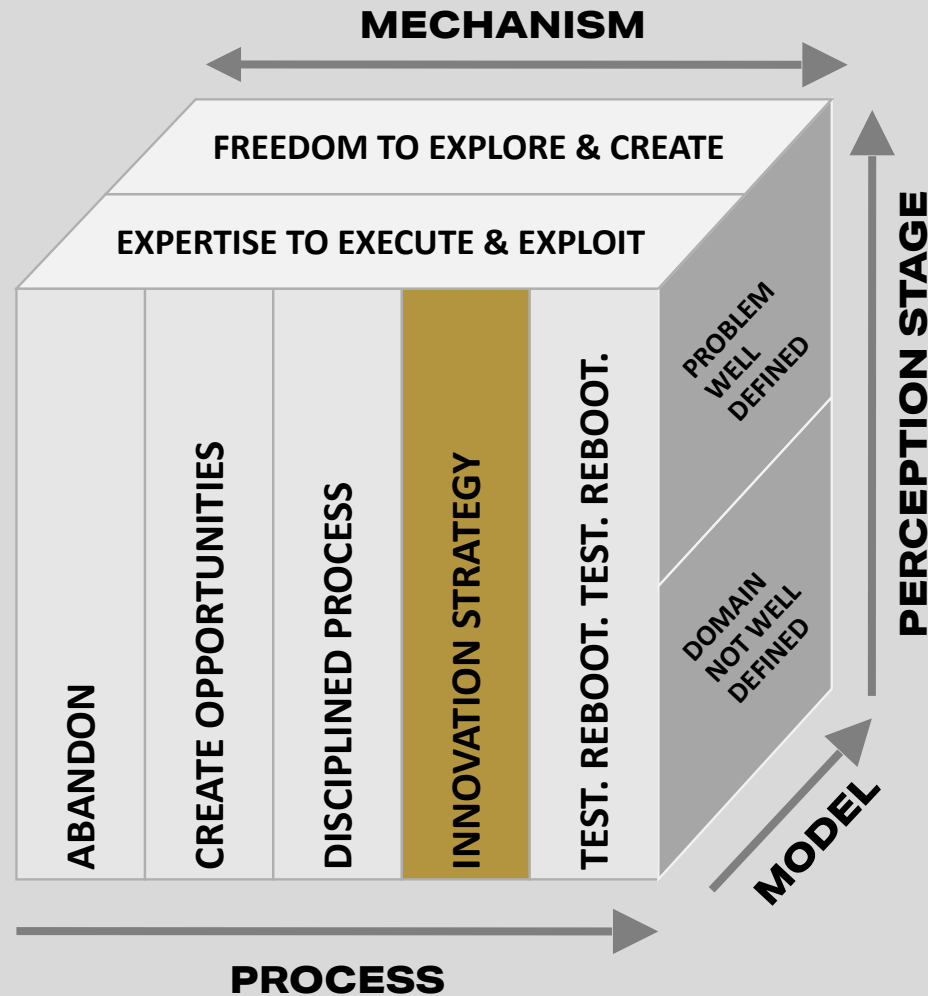 MECHANISM
FREEDOM TO EXPLORE & CREATE
EXPERTISE TO EXECUTE & EXPLOIT
ABANDON
CREATE OPPORTUNITIES
DISCIPLINED PROCESS
INNOVATION STRATEGY
TEST. REBOOT. TEST. REBOOT.
PROBLEM
WELL
DEFINED
DOMAIN
NOT WELL
DEFINED
PERCEPTION STAGE
MODEL
PROCESS